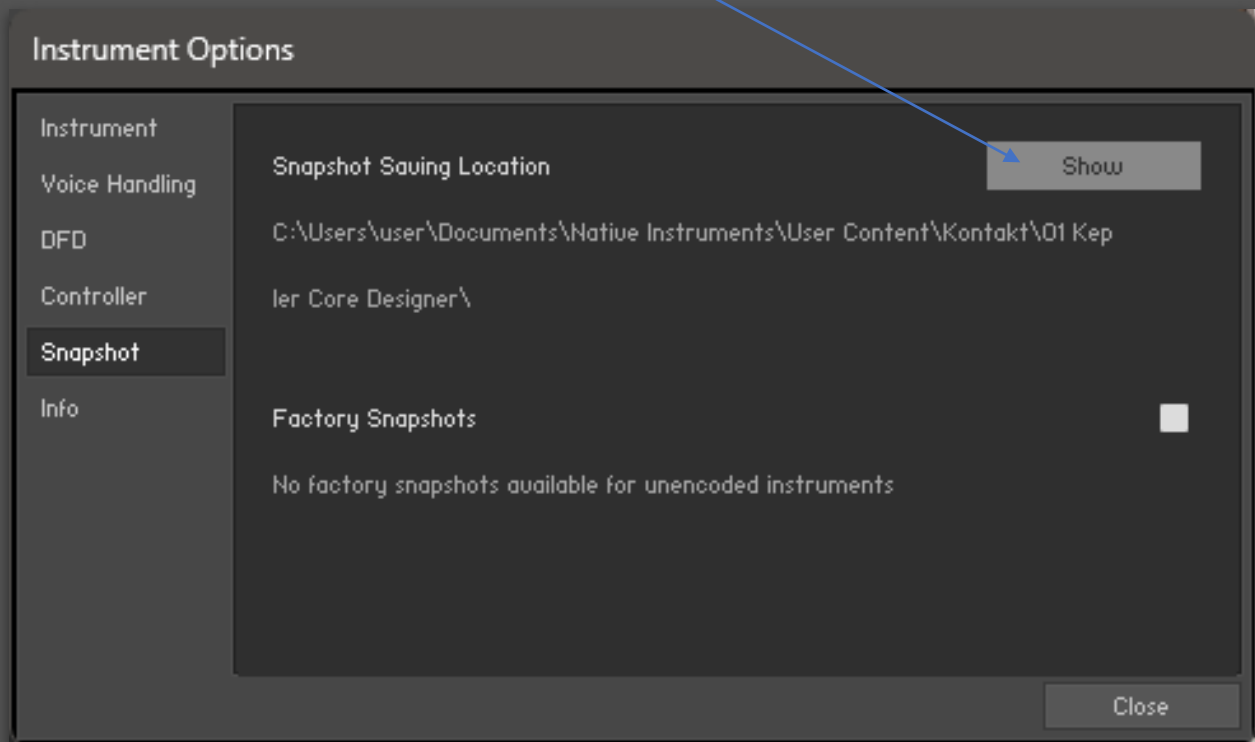 Instrument Options
Instrument
Voice Handling
DFD
Controller
Snapshot
Info
Snapshot Saving Location
Show
C:\Users\user\Documents\Native Instruments\User Content\Kontakt\01 Kep
ler Core Designer\
Factory Snapshots
No factory snapshots available for unencoded instruments
Close